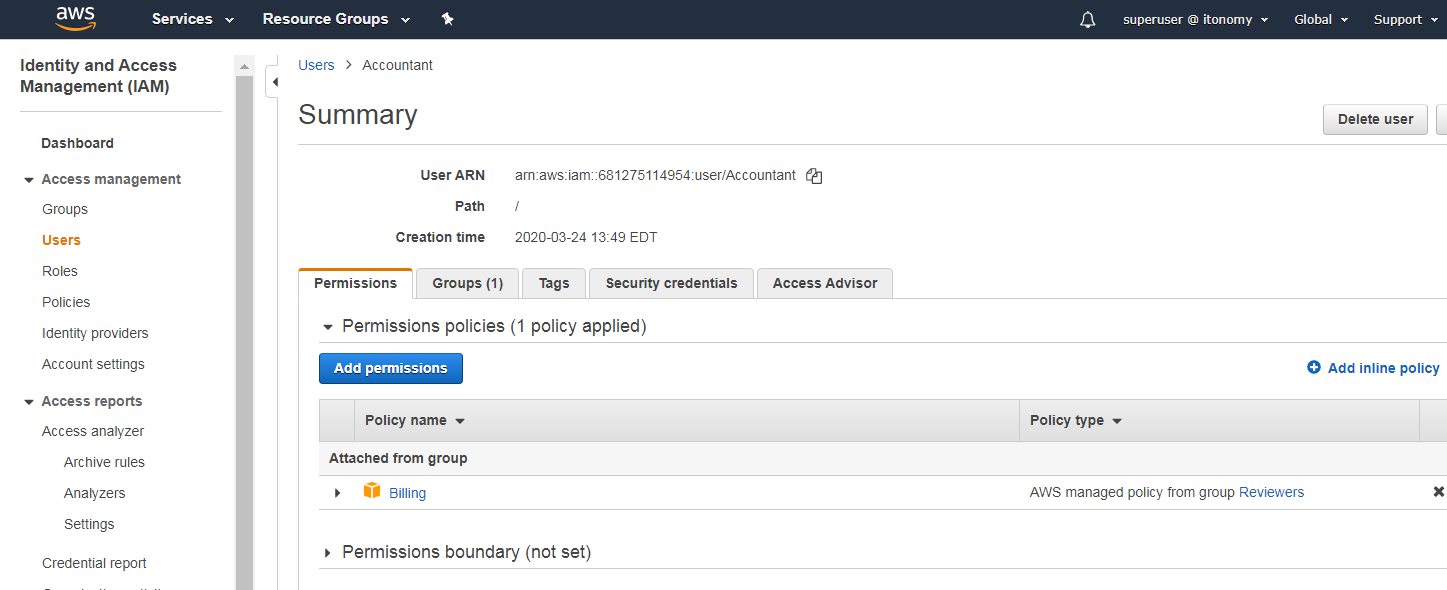 aws Services Resource Groups superuser @ itonomy Global Support
Identity and Access
Management (IAM)
Dashboard
Access management
Groups
Users
Roles
Policies
Identity providers
Account settings
Access reports
Access analyzer
Archive rules
Analyzers
Settings
Credential report
Users > Accountant
Summary
Delete user
User ARN arn:aws:iam::681275114954:user/Accountant
Path /
Creation time 2020-03-24 13:49 EDT
Permissions Groups (1) Tags Security credentials Access Advisor
Permissions policies (1 policy applied)
Add permissions Add inline policy
Policy name Policy type
Attached from group
Billing AWS managed policy from group Reviewers
Permissions boundary (not set)